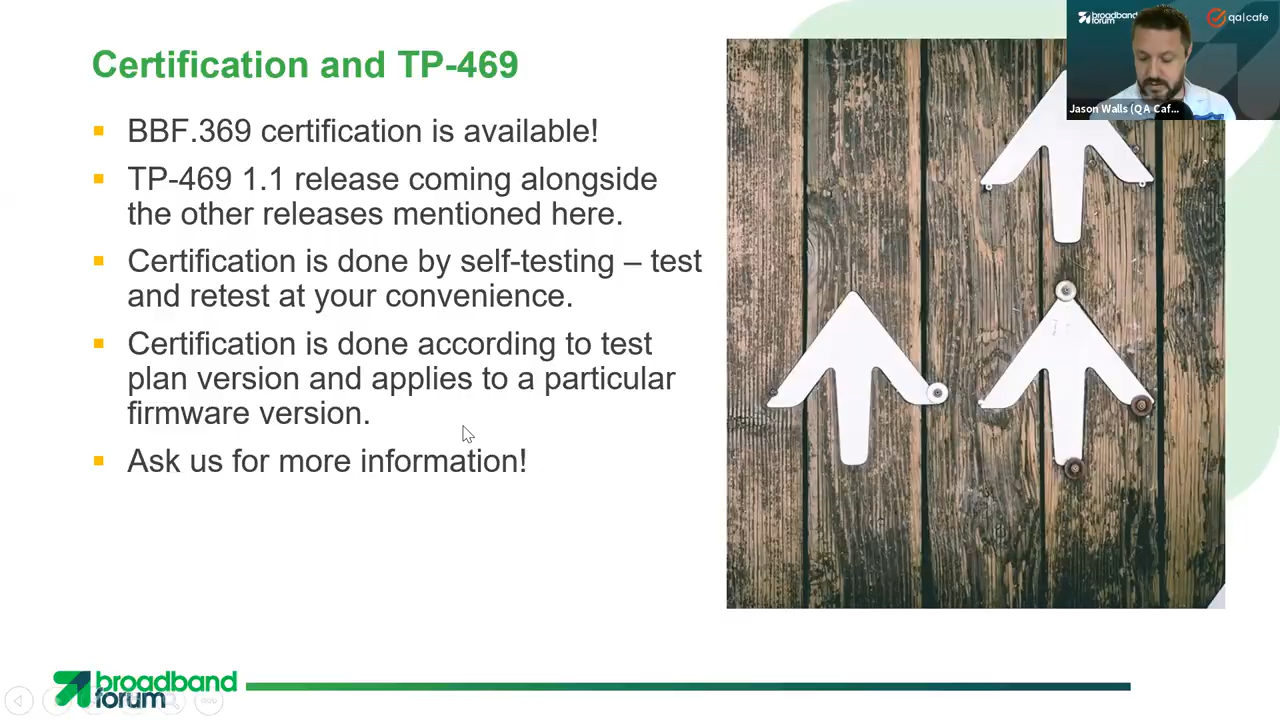 Certification and TP-469
BBF.369 certification is available!
TP-469 1.1 release coming alongside
the other releases mentioned here.
Certification is done by self-testing – test
and retest at your convenience.
Certification is done according to test
plan version and applies to a particular
firmware version.
Ask us for more information!
broadband
forum
qa|cafe
Jason Walls (QA Caf...
broadband
forum